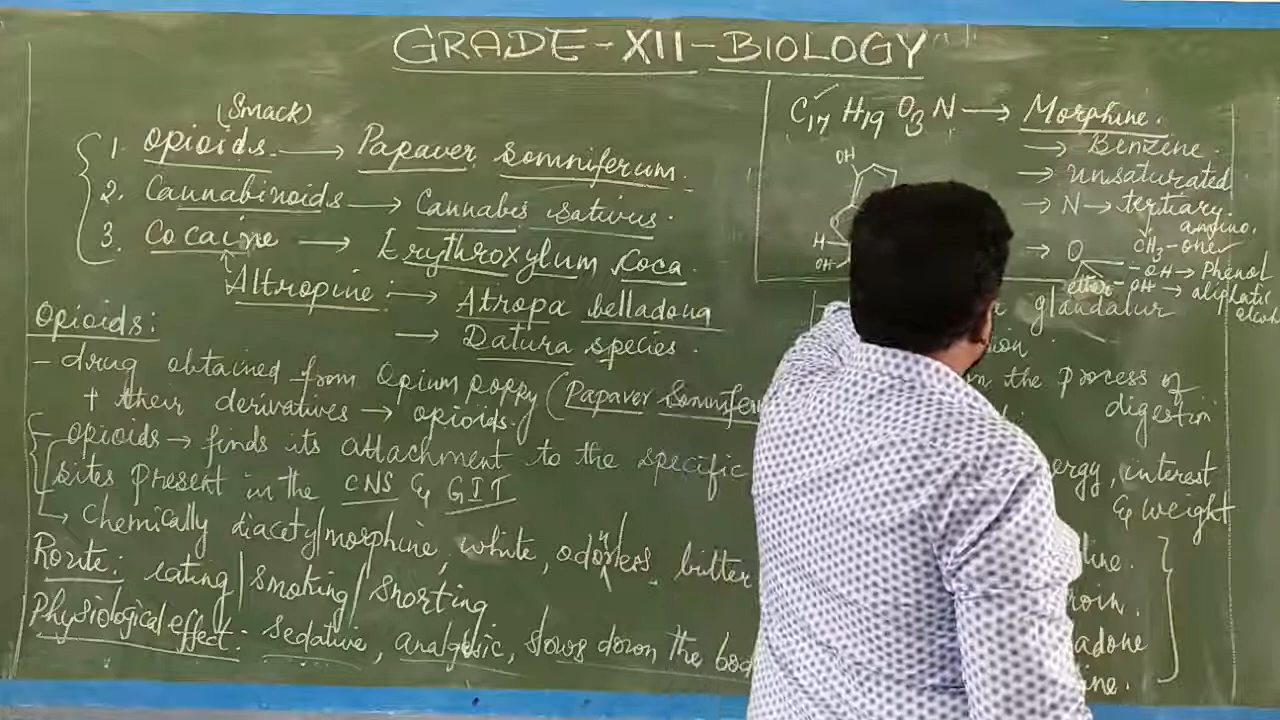 GRADE-XII-BIOLOGY
(Smack)
1. Opioids. → Papaver Somniferum.
2. Cannabinoids → Cannabis sativus.
3. Cocaine → Erythroxylum Coca.
Altropine: → Atropa belladona
→ Datura species.
Opioids:
- drug obtained from Opium poppy (Papaver Somnifer
+ their derivatives → opioids.
opioids → finds its attachment to the specific
sites present in the CNS & GIT
→ Chemically diacetylmorphine, white, odorless, bitter
Route: eating/smoking/snorting
Physiological effect: sedative, analgesic, slows down the bod
C17 H19 O3 N → Morphine.
→ Benzene.
→ unsaturated
→ N → tertiary.
amino.
CH3-one
→ O
-OH → Phenol
ether
-OH → aliphatic
alcoh
OH
H
OH
glandular
ion.
the process of
digestion
ergy, interest
& weight
adone